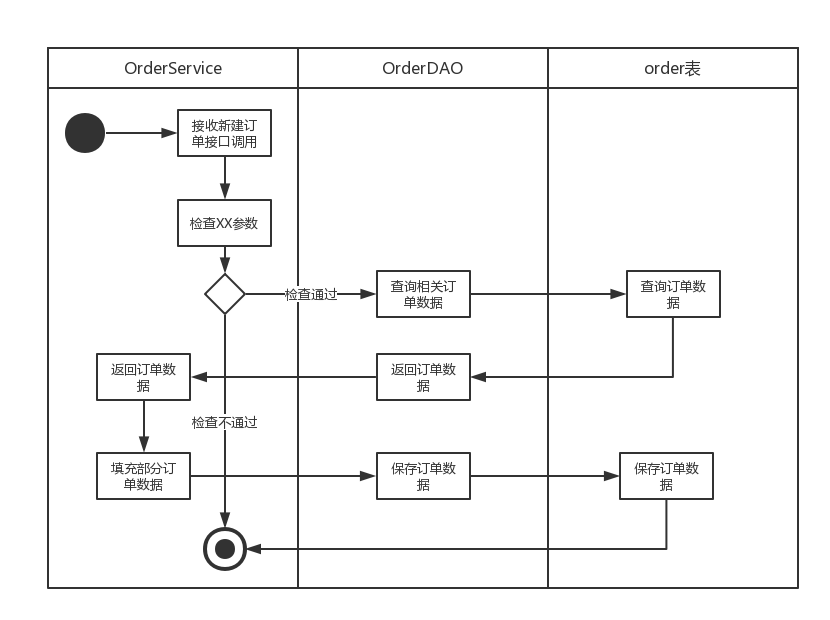 OrderService
OrderDAO
order表
接收新建订
单接口调用
检查XX参数
检查通过
查询相关订
单数据
查询订单数
据
返回订单数
据
返回订单数
据
检查不通过
填充部分订
单数据
保存订单数
据
保存订单数
据